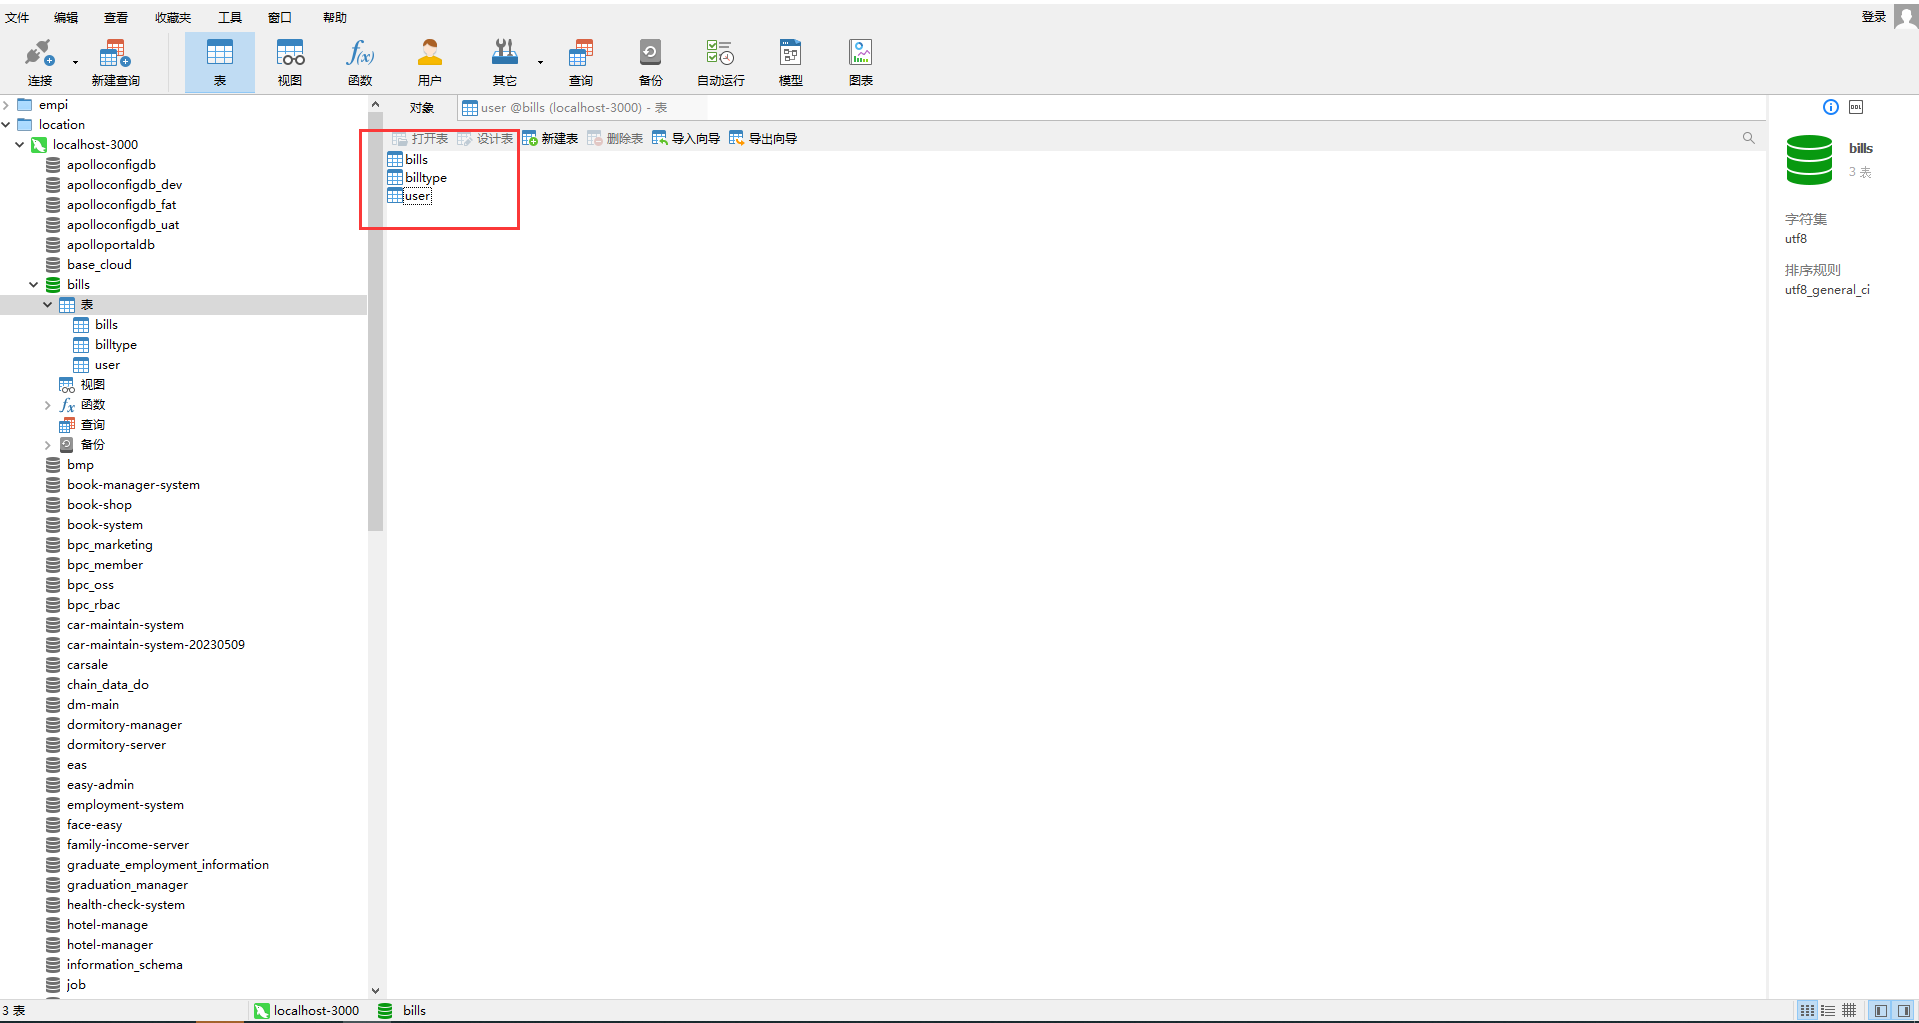 文件 编辑 查看 收藏夹 工具 窗口 帮助 登录
连接 新建查询 表 视图 函数 用户 其它 查询 备份 自动运行 模型 图表
empi
location
localhost-3000
apolloconfigdb
apolloconfigdb_dev
apolloconfigdb_fat
apolloconfigdb_uat
apolloportaldb
base_cloud
bills
表
bills
billtype
user
视图
函数
查询
备份
bmp
book-manager-system
book-shop
book-system
bpc_marketing
bpc_member
bpc_oss
bpc_rbac
car-maintain-system
car-maintain-system-20230509
carsale
chain_data_do
dm-main
dormitory-manager
dormitory-server
eas
easy-admin
employment-system
face-easy
family-income-server
graduate_employment_information
graduation_manager
health-check-system
hotel-manage
hotel-manager
information_schema
job
对象 user @bills (localhost-3000) - 表
打开表 设计表 新建表 删除表 导入向导 导出向导
bills
billtype
user
DDL
bills
3 表
字符集
utf8
排序规则
utf8_general_ci
3 表 localhost-3000 bills